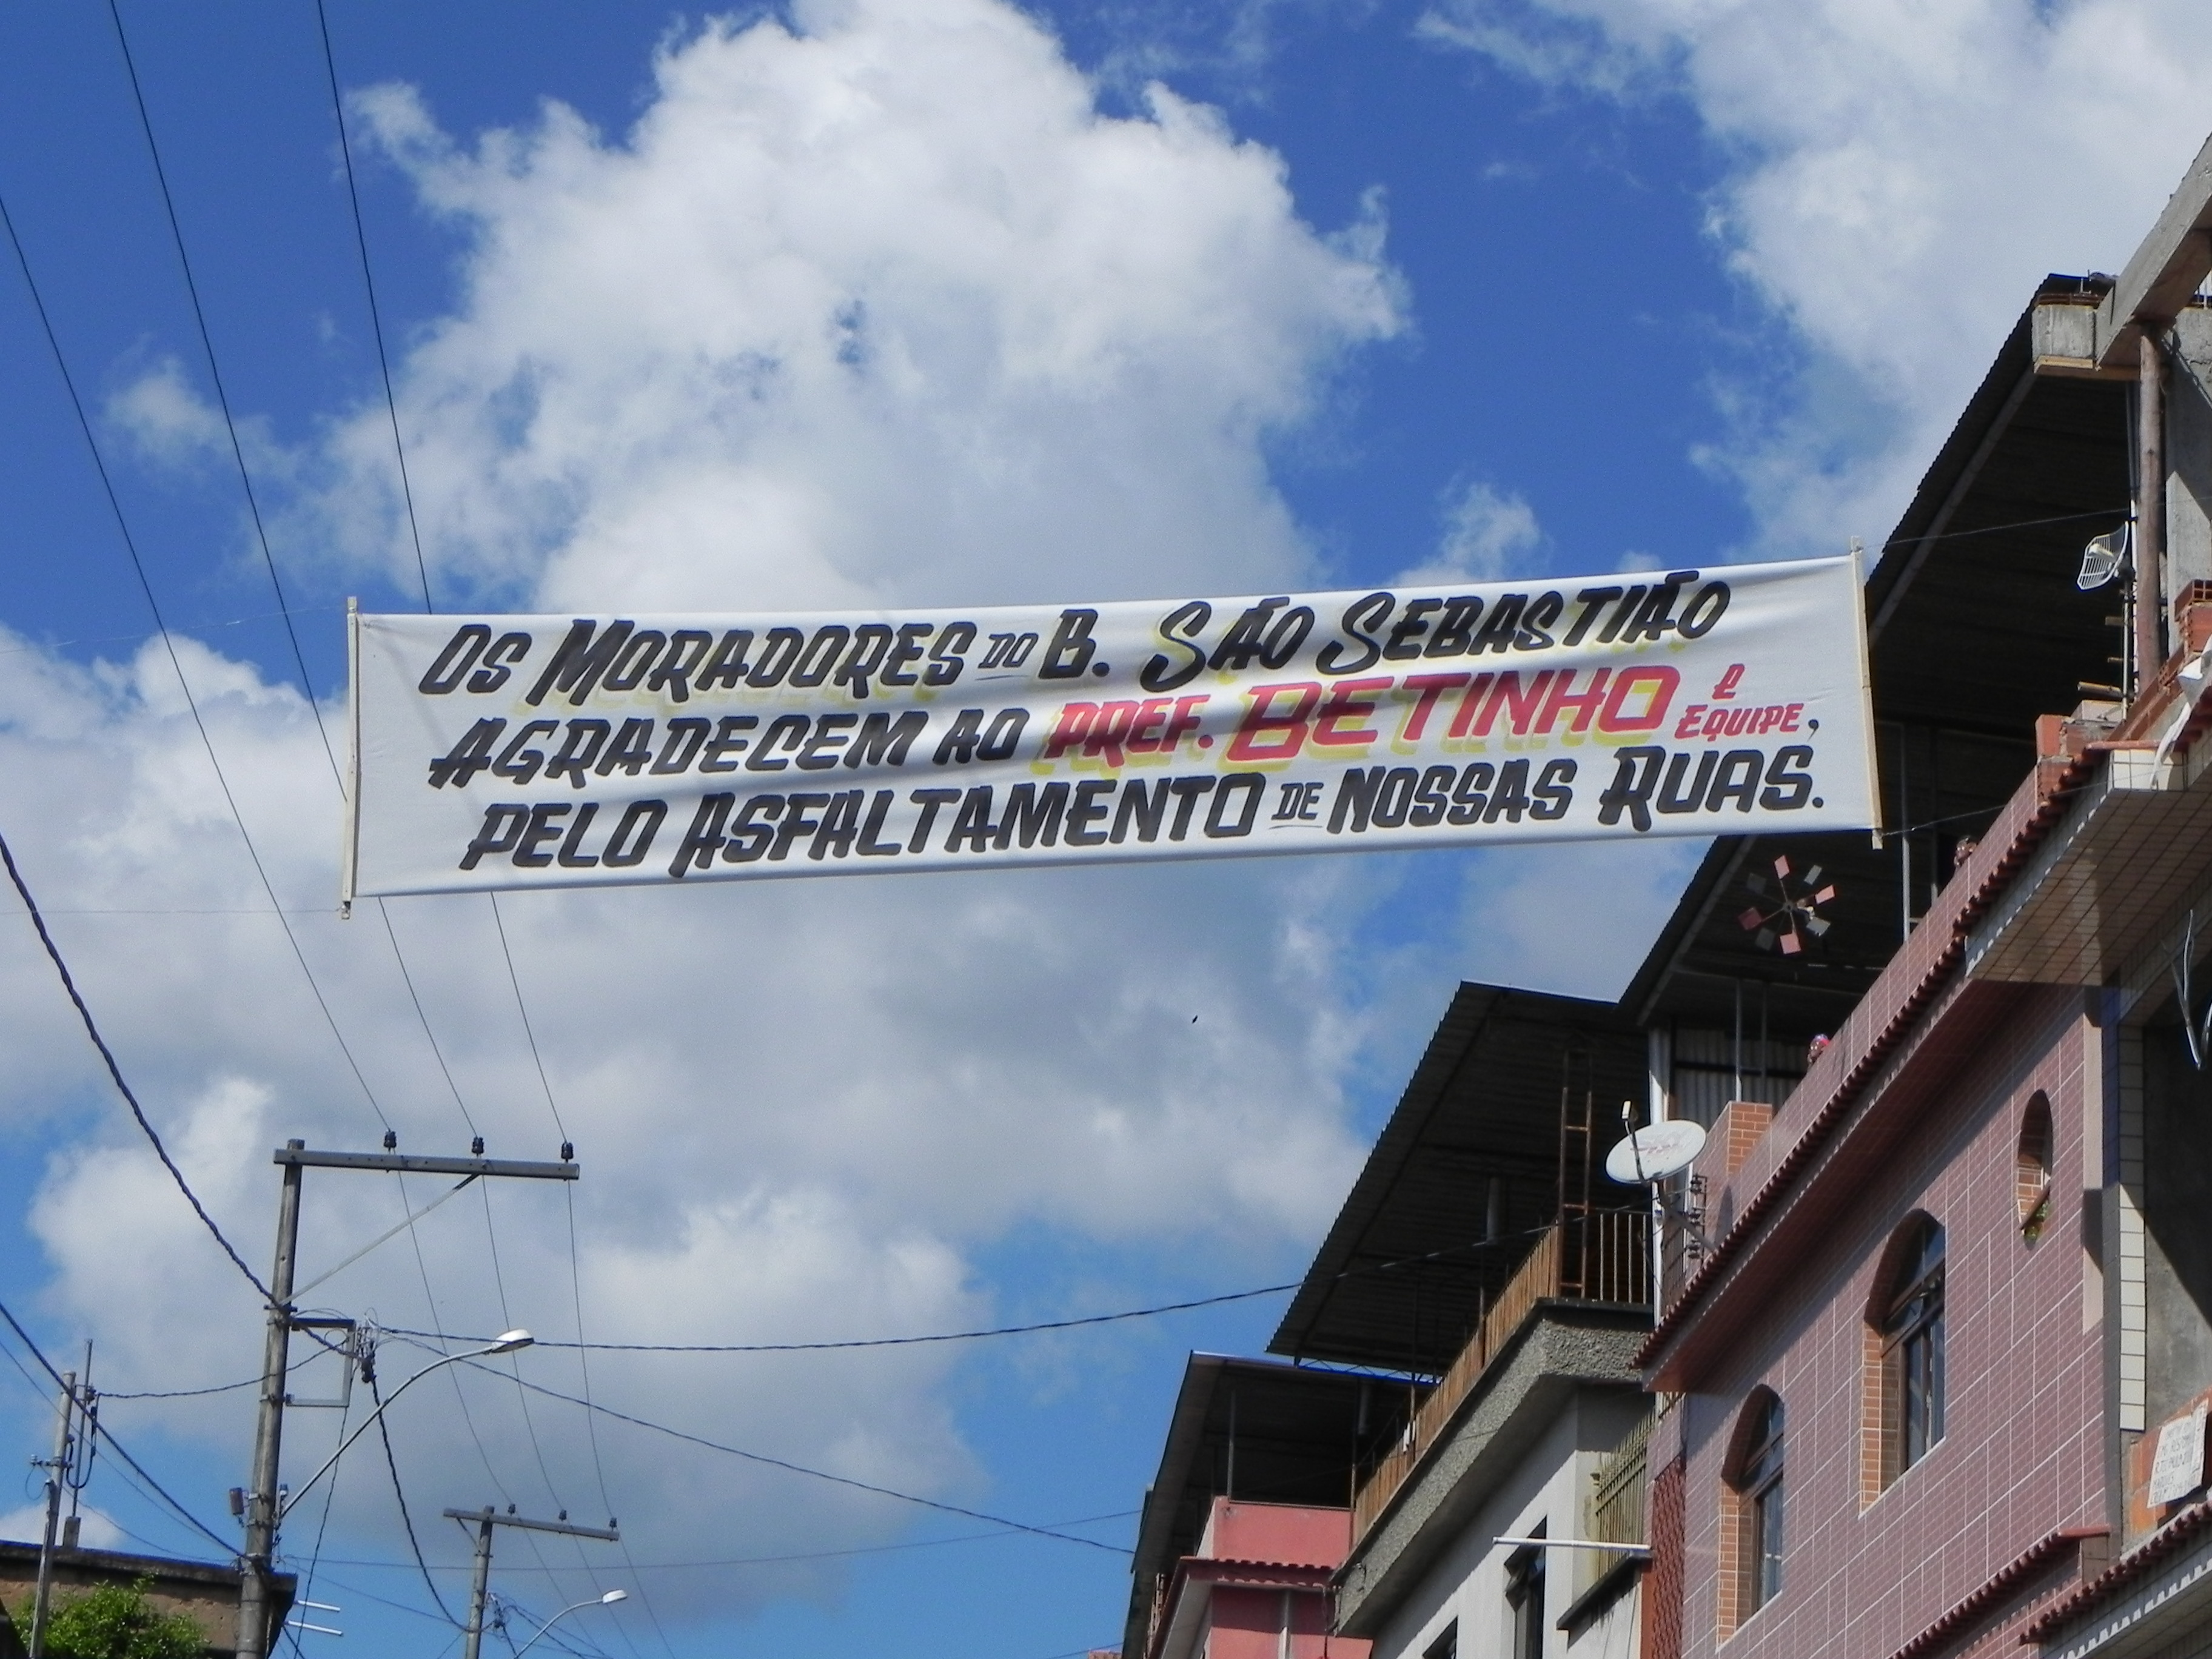 Os MORADORES DO B. SÃO SEBASTIÃO
AGRADECEM AO PREF. BETINHO e EQUIPE,
PELO ASFALTAMENTO DE NOSSAS RUAS.